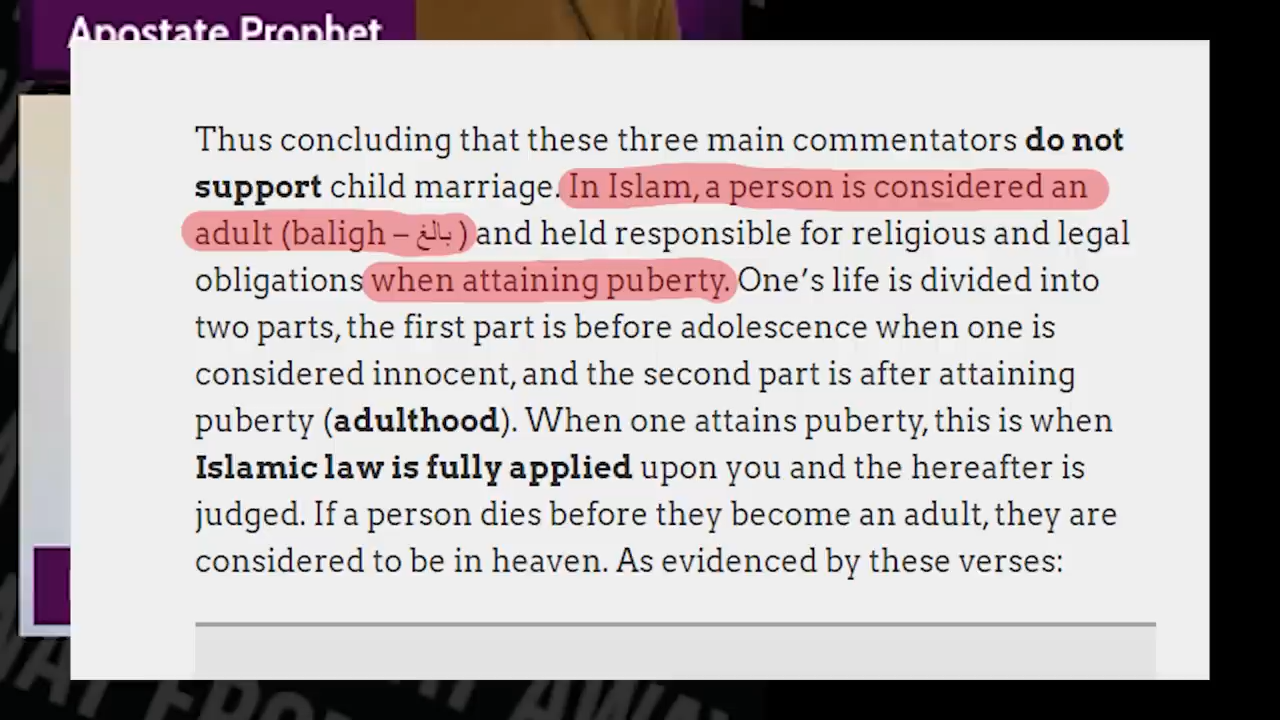 Apostate Prophet
Thus concluding that these three main commentators do not
support child marriage. In Islam, a person is considered an
adult (baligh – بالغ) and held responsible for religious and legal
obligations when attaining puberty. One’s life is divided into
two parts, the first part is before adolescence when one is
considered innocent, and the second part is after attaining
puberty (adulthood). When one attains puberty, this is when
Islamic law is fully applied upon you and the hereafter is
judged. If a person dies before they become an adult, they are
considered to be in heaven. As evidenced by these verses: